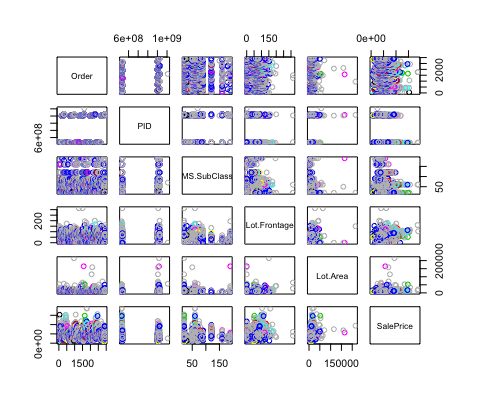 6e+08 1e+09 0 150 0e+00
Order
0 2000
PID
6e+08
MS.SubClass
50
Lot.Frontage
0 200
Lot.Area
0 200000
SalePrice
0e+00
0 1500 50 150 0 150000